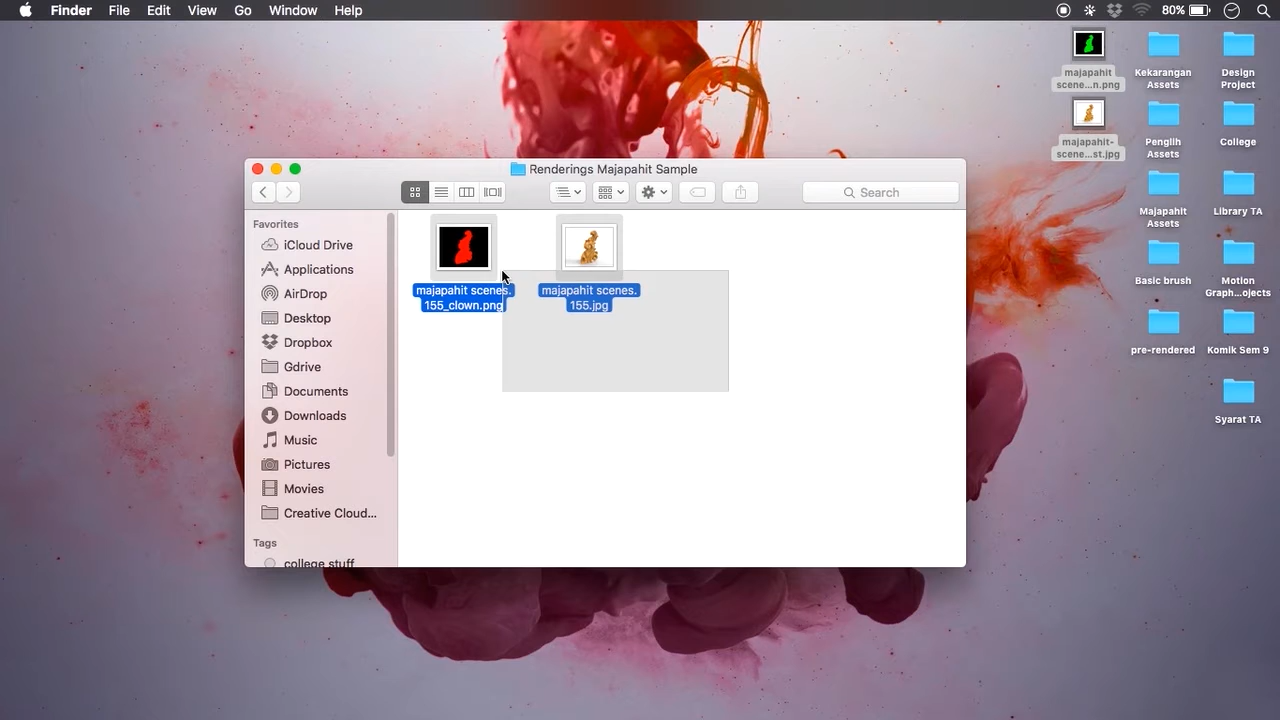 Finder File Edit View Go Window Help
80%
majapahit
scene...n.png
majapahit-
scene...st.jpg
Kekarangan
Assets
Design
Project
Penglih
Assets
College
Majapahit
Assets
Library TA
Basic brush
Motion
Graph...ojects
pre-rendered
Komik Sem 9
Syarat TA
Renderings Majapahit Sample
Search
Favorites
iCloud Drive
Applications
AirDrop
Desktop
Dropbox
Gdrive
Documents
Downloads
Music
Pictures
Movies
Creative Cloud...
Tags
college stuff
majapahit scenes.
155_clown.png
majapahit scenes.
155.jpg